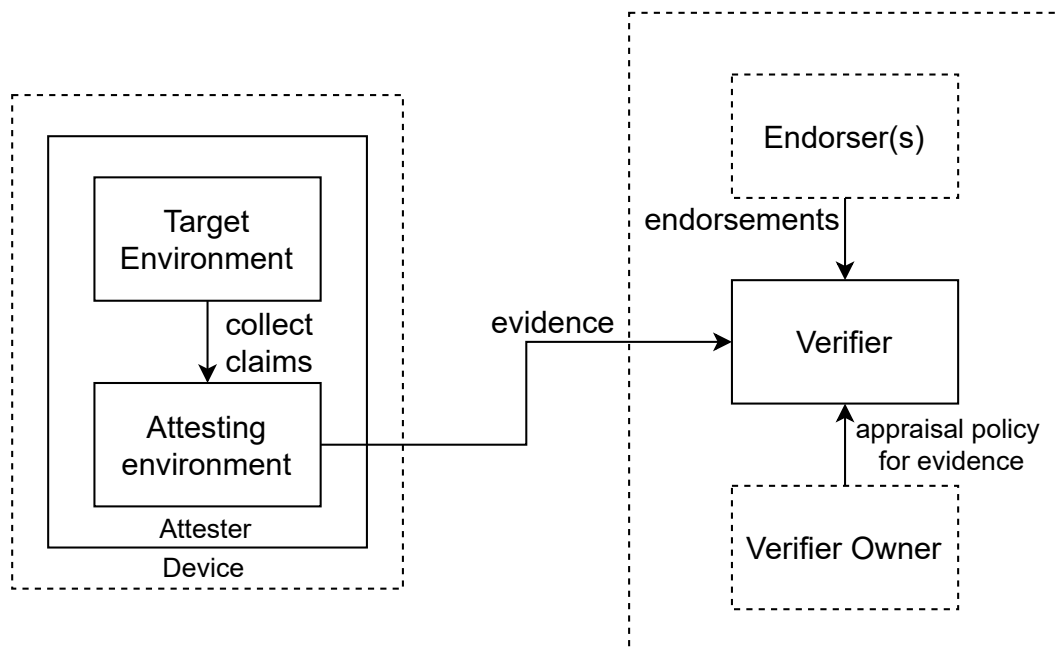 Target
Environment
collect
claims
Attesting
environment
Attester
Device
evidence
Endorser(s)
endorsements
Verifier
appraisal policy
for evidence
Verifier Owner